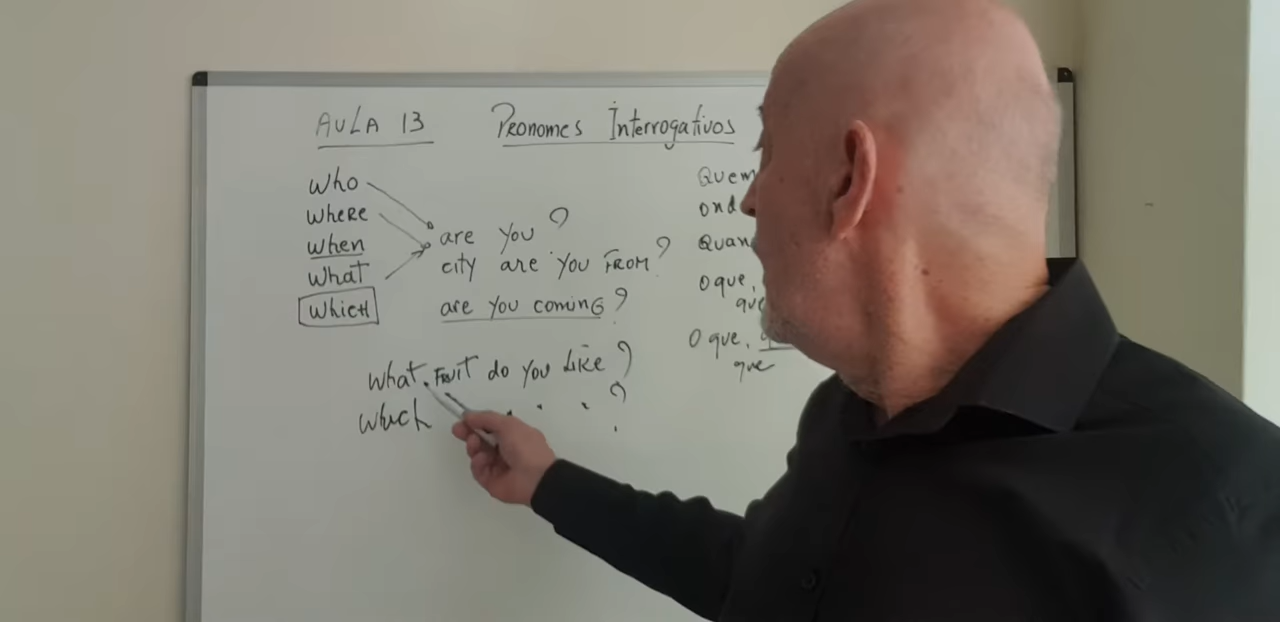 AULA 13 Pronomes Interrogativos
Who
Where
When
What
Which
are you?
city are you from?
are you coming?
What fruit do you like?
Which . . . ?
Quem
Ond
Quan
O que,
que
O que,
que